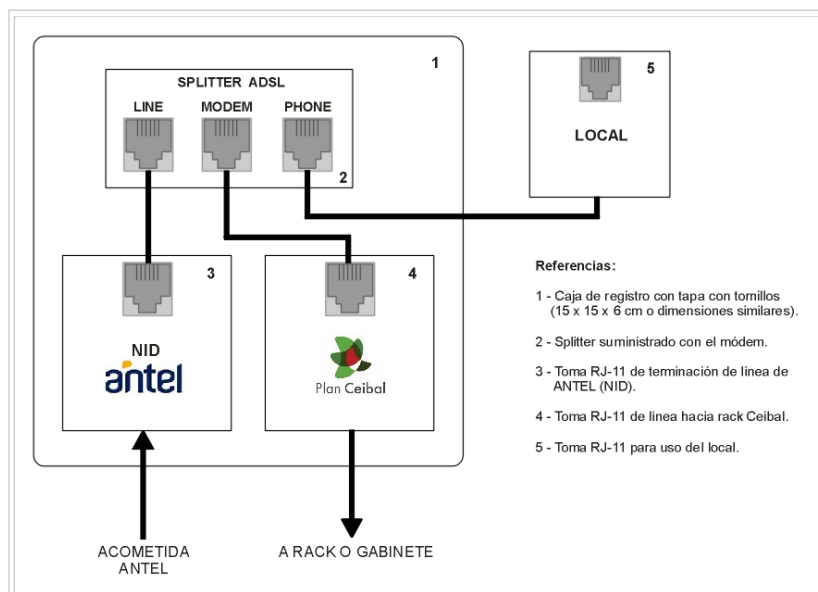 1
SPLITTER ADSL
LINE MODEM PHONE
2
5
LOCAL
3
NID
antel
4
Plan Ceibal
ACOMETIDA
ANTEL
A RACK O GABINETE
Referencias:
1 - Caja de registro con tapa con tornillos
(15 x 15 x 6 cm o dimensiones similares).
2 - Splitter suministrado con el módem.
3 - Toma RJ-11 de terminación de línea de
ANTEL (NID).
4 - Toma RJ-11 de línea hacia rack Ceibal.
5 - Toma RJ-11 para uso del local.